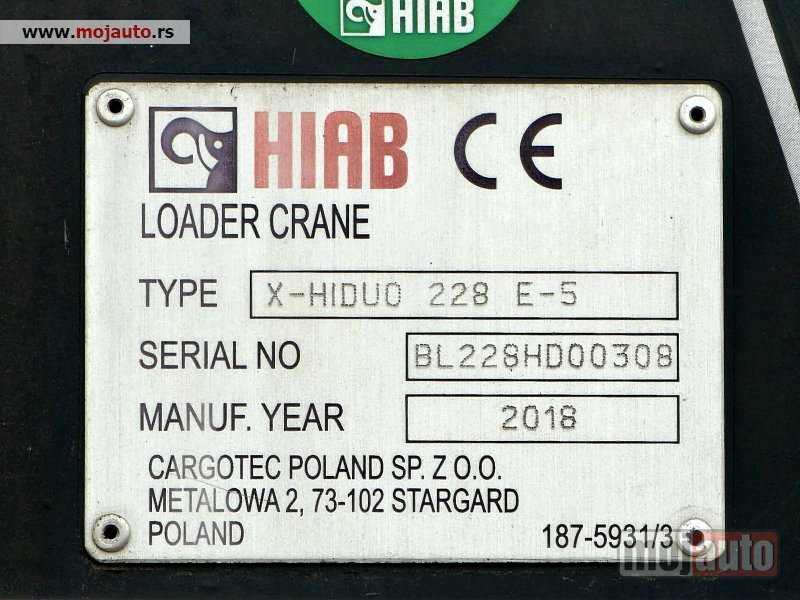 www.mojauto.rs
HIAB
HIAB CE
LOADER CRANE
TYPE X-HIDUO 228 E-5
SERIAL NO BL228HD00308
MANUF. YEAR 2018
CARGOTEC POLAND SP. Z O.O.
METALOWA 2, 73-102 STARGARD
POLAND 187-5931/3
mojauto